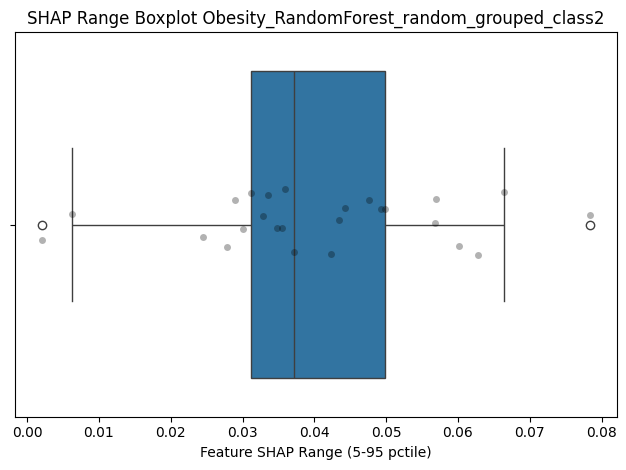 SHAP Range Boxplot Obesity_RandomForest_random_grouped_class2
0.00 0.01 0.02 0.03 0.04 0.05 0.06 0.07 0.08
Feature SHAP Range (5-95 pctile)